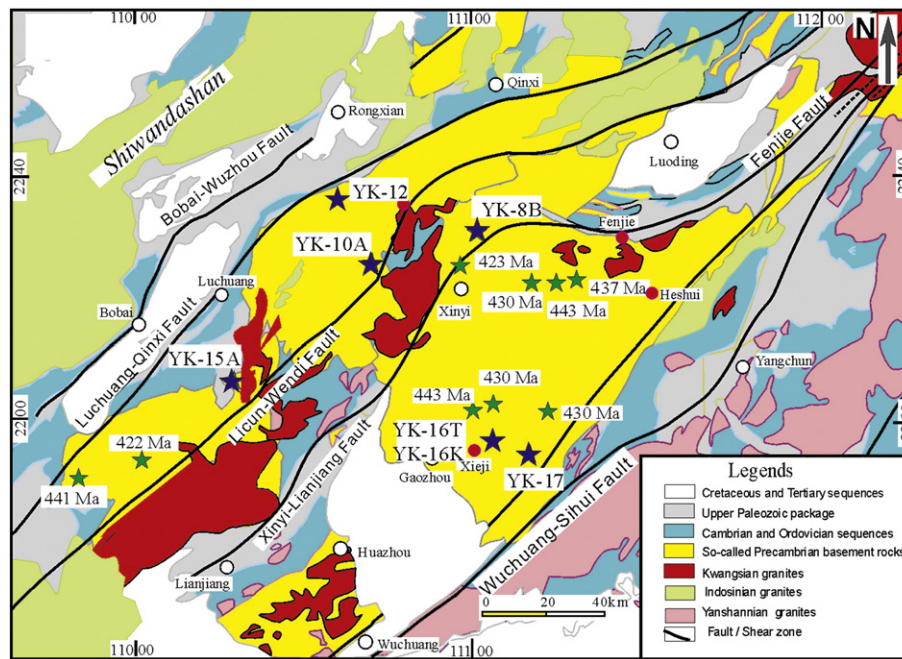 110 00
111 00
112 00
N
Qinxi
Rongxian
Shiwandashan
Luoding
Fenjie Fault
22 40
Bobai-Wuzhou Fault
YK-12
YK-8B
Fenjie
YK-10A
423 Ma
Luchuang
437 Ma
430 Ma
443 Ma
Heshui
Xinyi
Bobai
Luchuang-Qinxi Fault
YK-15A
Licun-Wendi Fault
Yangchun
430 Ma
443 Ma
430 Ma
22 00
YK-16T
YK-16K
Xieji
YK-17
422 Ma
441 Ma
Gaozhou
Xinyi-Lianjiang Fault
Wuchuang-Sihui Fault
Huazhou
Lianjiang
Wuchuang
0 20 40km
110 00
111 00
Legends
Cretaceous and Tertiary sequences
Upper Paleozoic package
Cambrian and Ordovician sequences
So-called Precambrian basement rocks
Kwangsian granites
Indosinian granites
Yanshannian granites
Fault / Shear zone